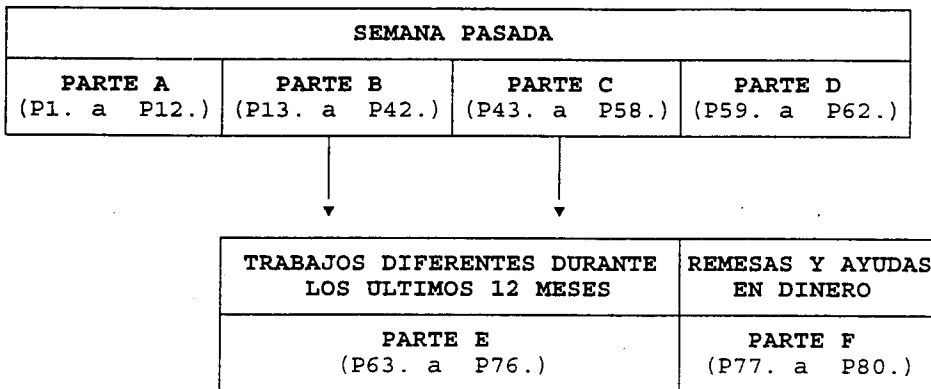 SEMANA PASADA
PARTE A
(P1. a P12.)
PARTE B
(P13. a P42.)
PARTE C
(P43. a P58.)
PARTE D
(P59. a P62.)
TRABAJOS DIFERENTES DURANTE
LOS ULTIMOS 12 MESES
REMESAS Y AYUDAS
EN DINERO
PARTE E
(P63. a P76.)
PARTE F
(P77. a P80.)